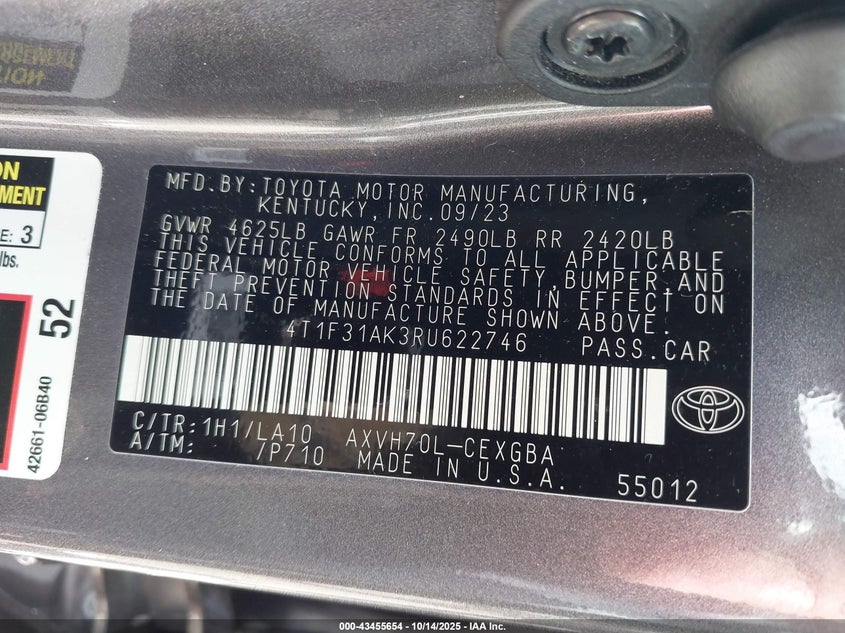 ON
MENT
E: 3
lbs.
52
42661-06B40
MFD.BY:TOYOTA MOTOR MANUFACTURING,
KENTUCKY,INC.09/23
GVWR 4625LB GAWR FR 2490LB RR 2420LB
THIS VEHICLE CONFORMS TO ALL APPLICABLE
FEDERAL MOTOR VEHICLE SAFETY,BUMPER,AND
THEFT PREVENTION STANDARDS IN EFFECT ON
THE DATE OF MANUFACTURE SHOWN ABOVE.
4T1F31AK3RU622746 PASS.CAR
C/TR:1H1/LA10 AXVH70L-CEXGBA
A/TM: /P710 MADE IN U.S.A.
55012
000-43455654 - 10/14/2025 - IAA Inc.